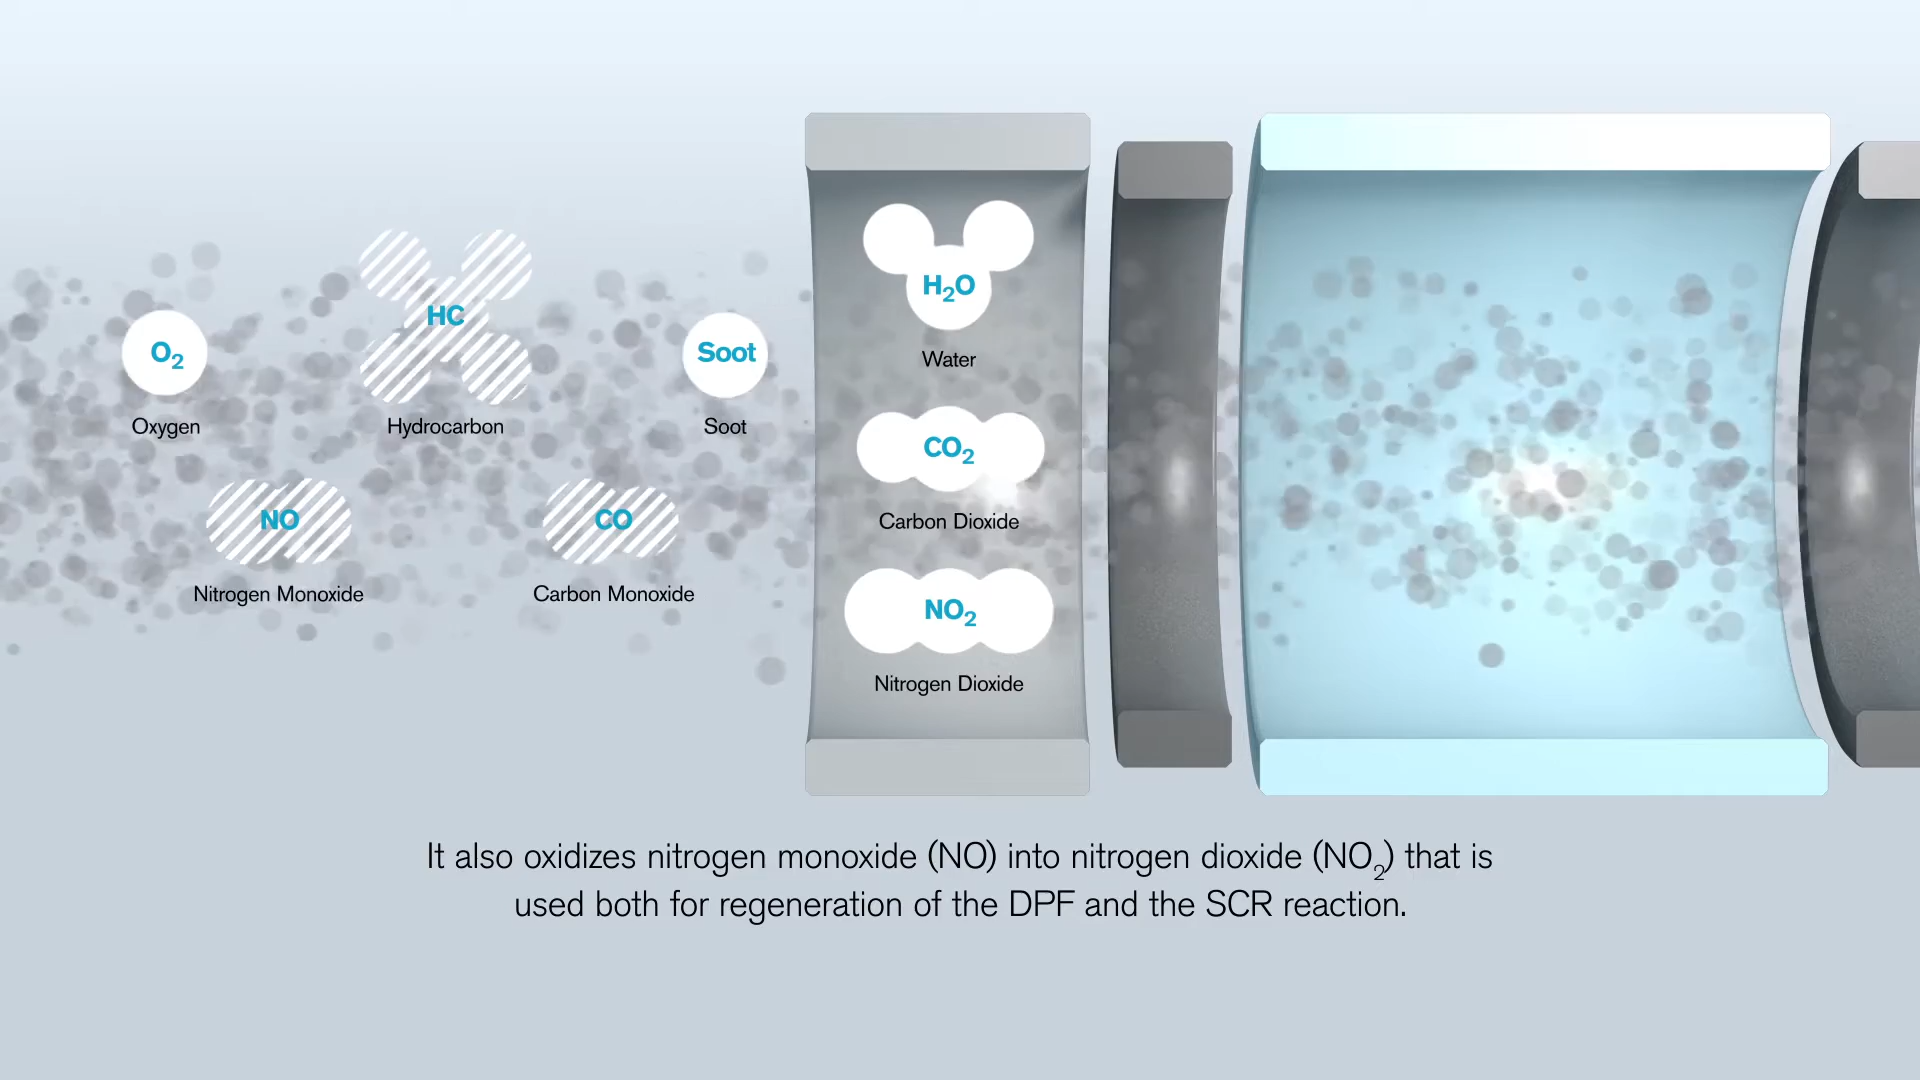 O₂
Oxygen
HC
Hydrocarbon
Soot
Soot
NO
Nitrogen Monoxide
CO
Carbon Monoxide
H₂O
Water
CO₂
Carbon Dioxide
NO₂
Nitrogen Dioxide
It also oxidizes nitrogen monoxide (NO) into nitrogen dioxide (NO₂) that is
used both for regeneration of the DPF and the SCR reaction.